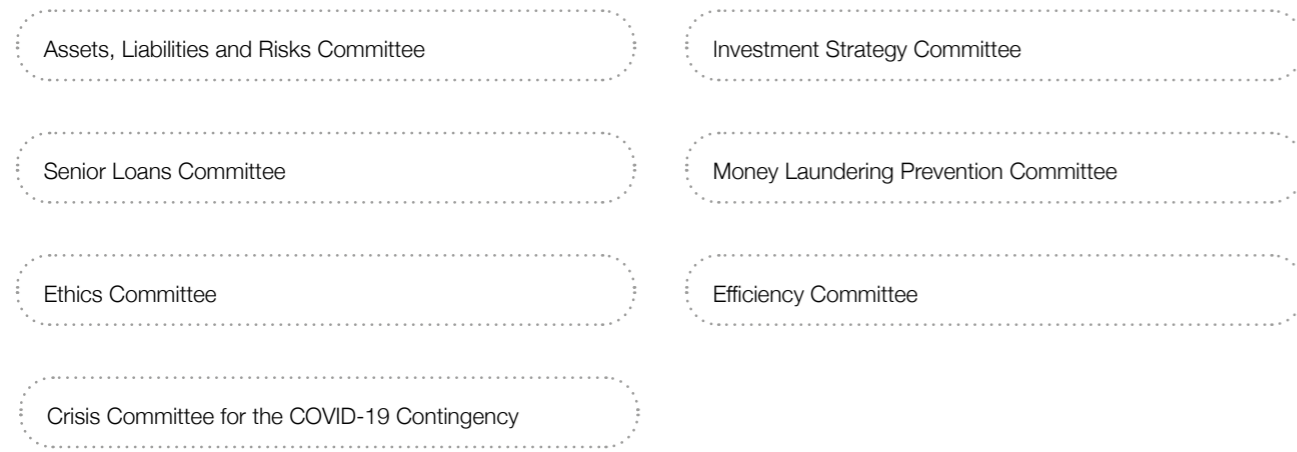 Assets, Liabilities and Risks Committee
Investment Strategy Committee
Senior Loans Committee
Money Laundering Prevention Committee
Ethics Committee
Efficiency Committee
Crisis Committee for the COVID-19 Contingency